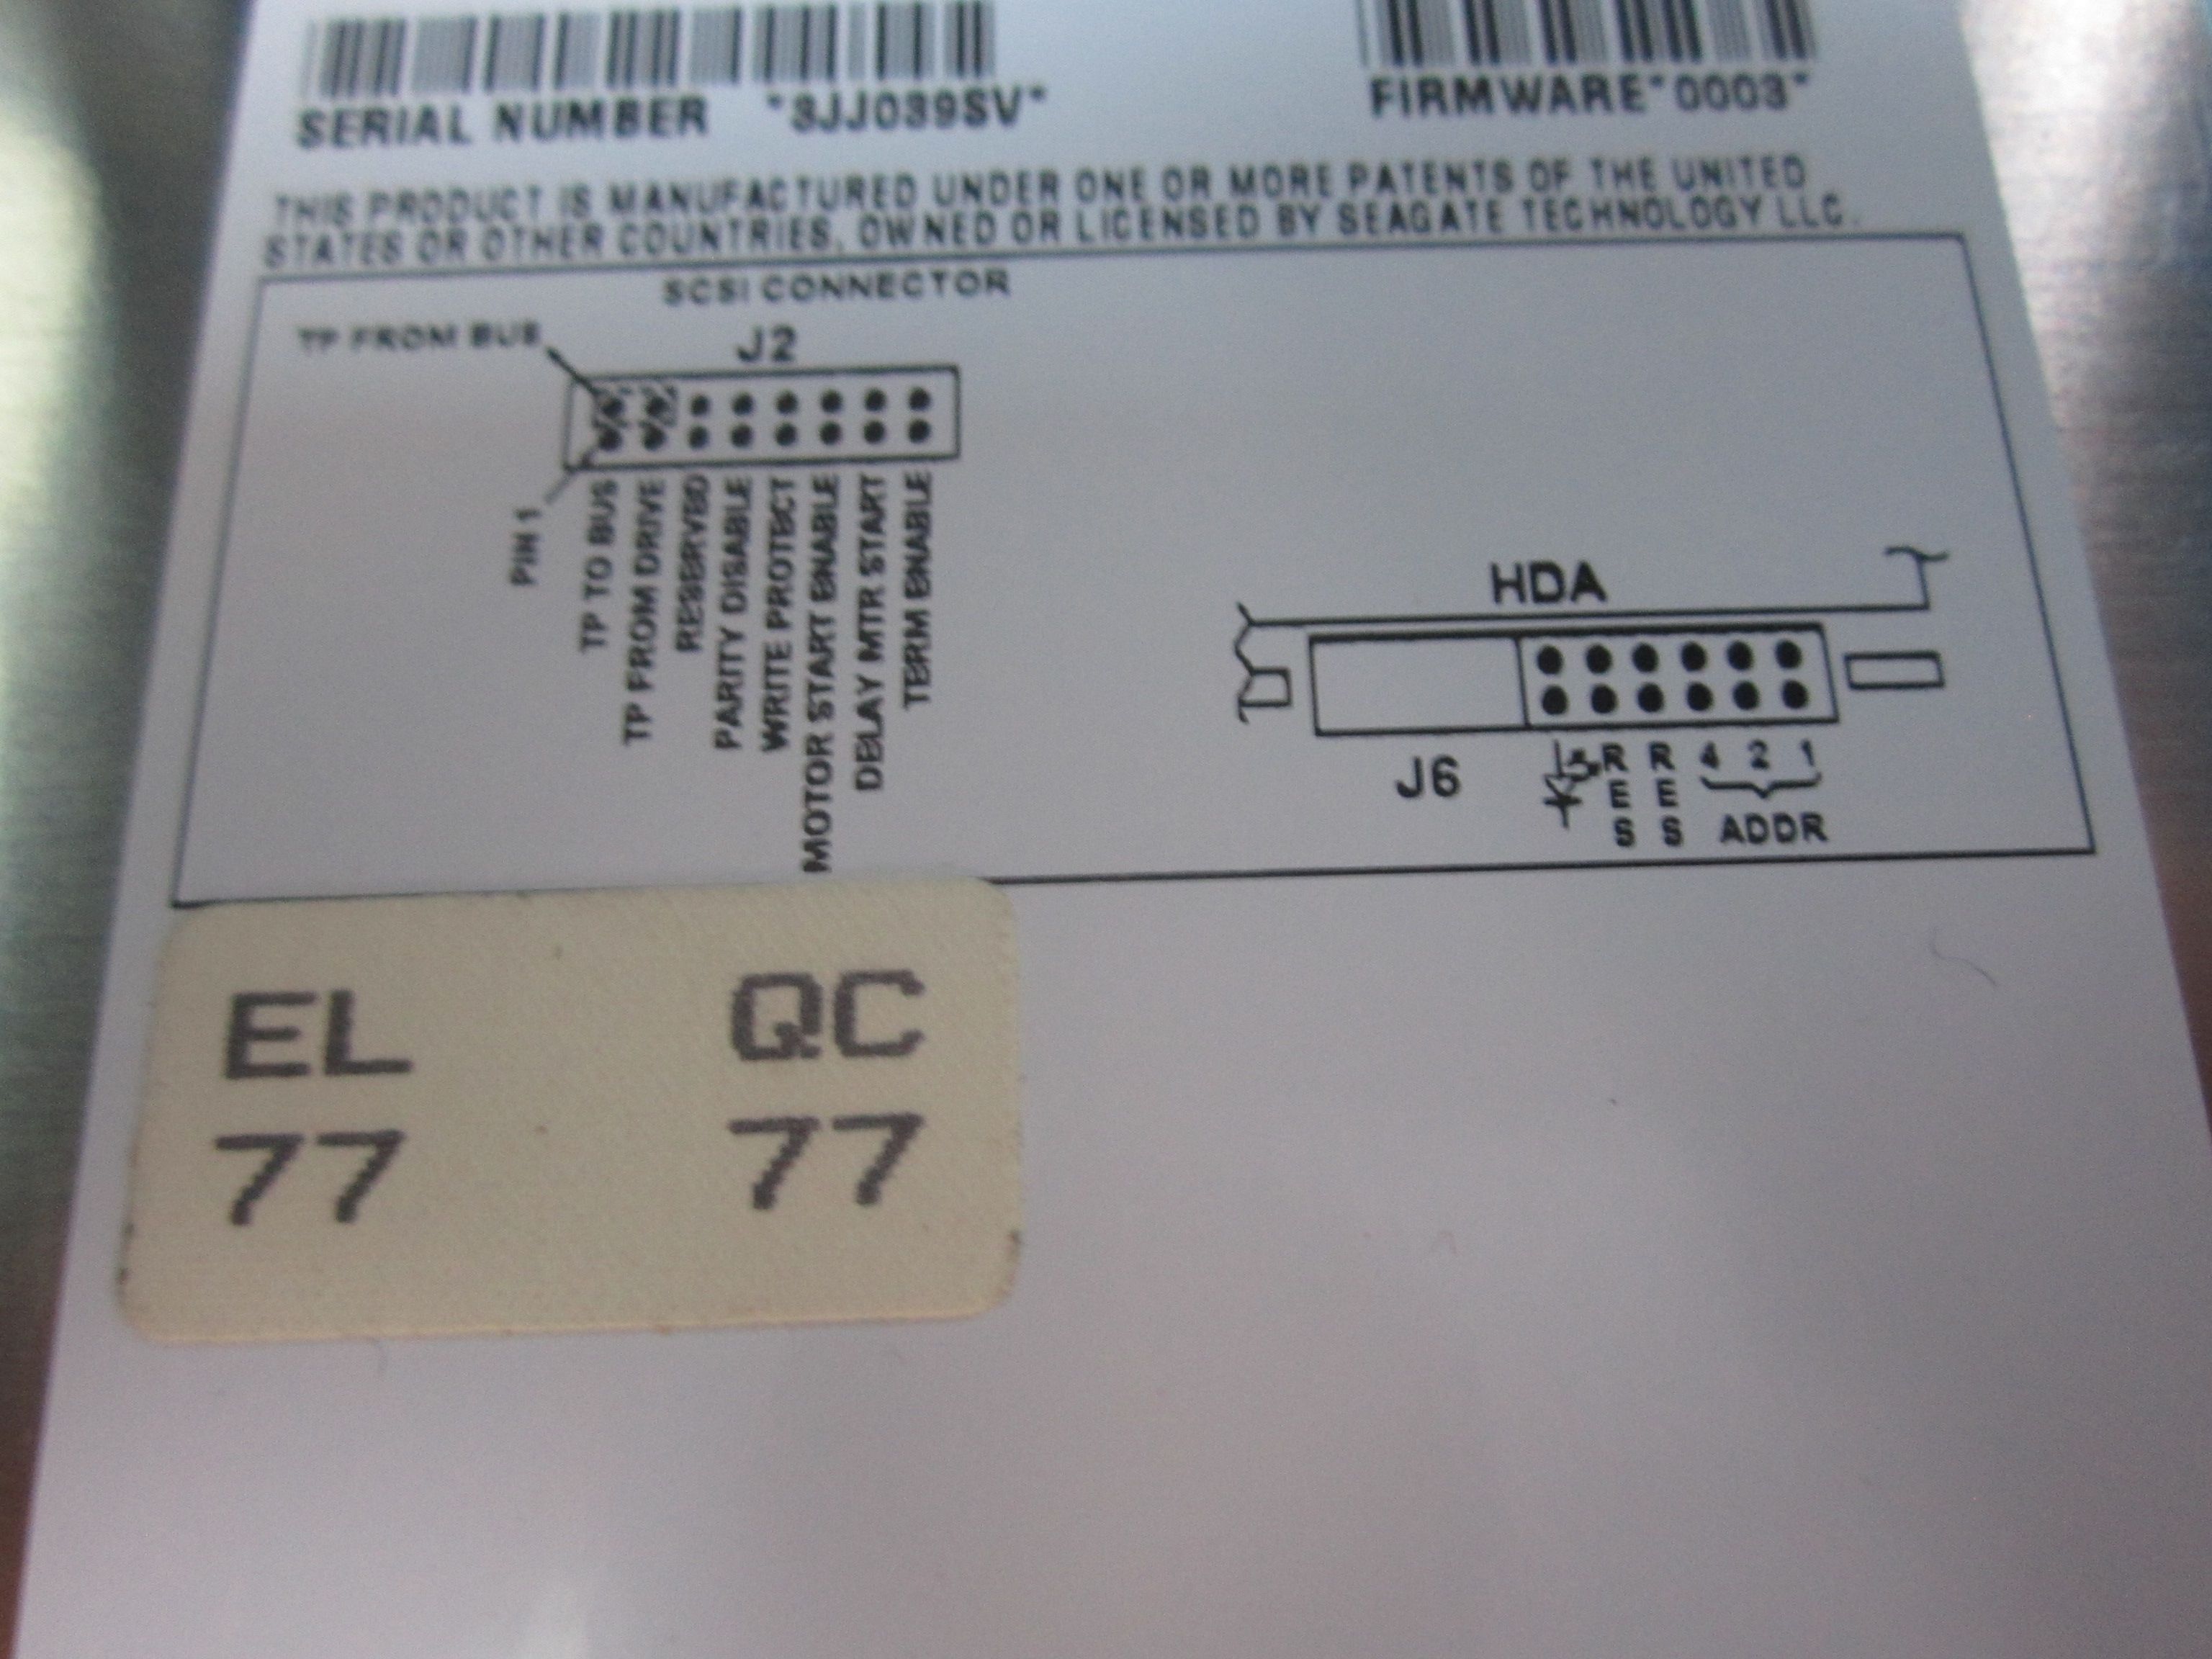 SERIAL NUMBER *3JJ039SV*
FIRMWARE*0003*
THIS PRODUCT IS MANUFACTURED UNDER ONE OR MORE PATENTS OF THE UNITED
STATES OR OTHER COUNTRIES, OWNED OR LICENSED BY SEAGATE TECHNOLOGY LLC.
SCSI CONNECTOR
TP FROM BUS
J2
PIN 1
TP TO BUS
TP FROM DRIVE
RESERVED
PARITY DISABLE
WRITE PROTECT
MOTOR START ENABLE
DELAY MTR START
TERM ENABLE
HDA
J6
RES
RES
4 2 1
ADDR
EL QC
77 77